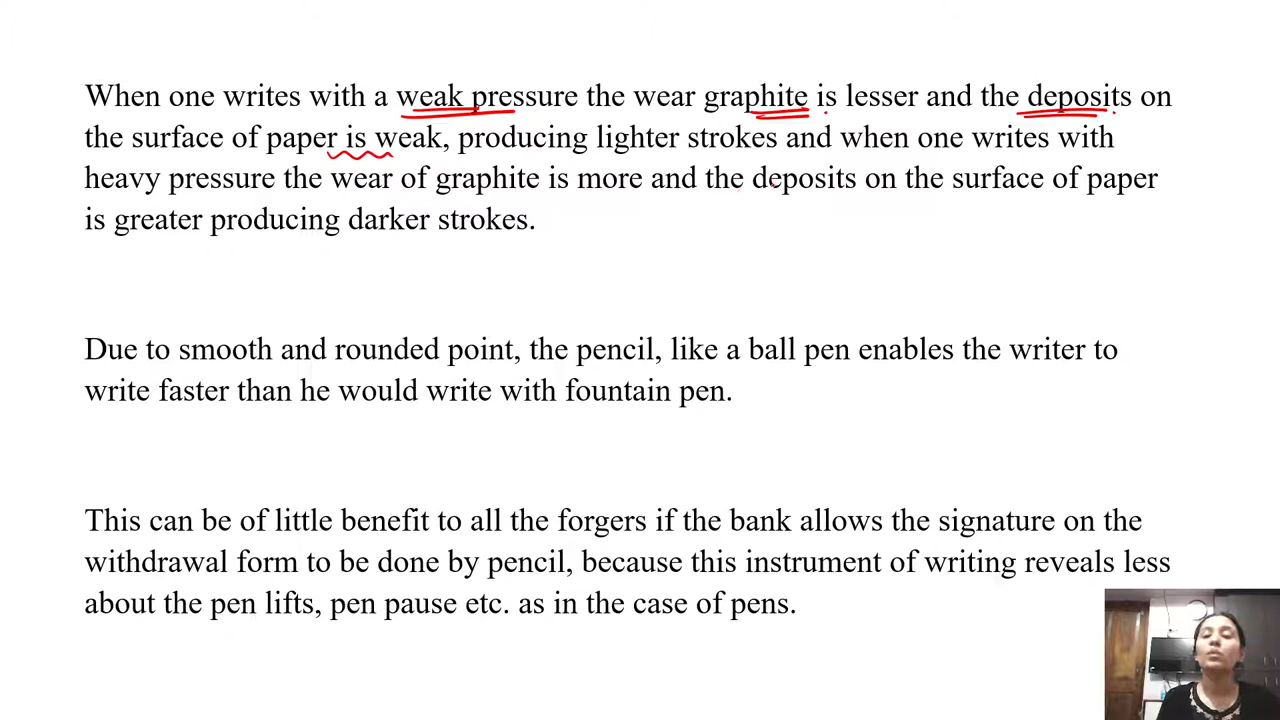 When one writes with a weak pressure the wear graphite is lesser and the deposits on
the surface of paper is weak, producing lighter strokes and when one writes with
heavy pressure the wear of graphite is more and the deposits on the surface of paper
is greater producing darker strokes.
Due to smooth and rounded point, the pencil, like a ball pen enables the writer to
write faster than he would write with fountain pen.
This can be of little benefit to all the forgers if the bank allows the signature on the
withdrawal form to be done by pencil, because this instrument of writing reveals less
about the pen lifts, pen pause etc. as in the case of pens.